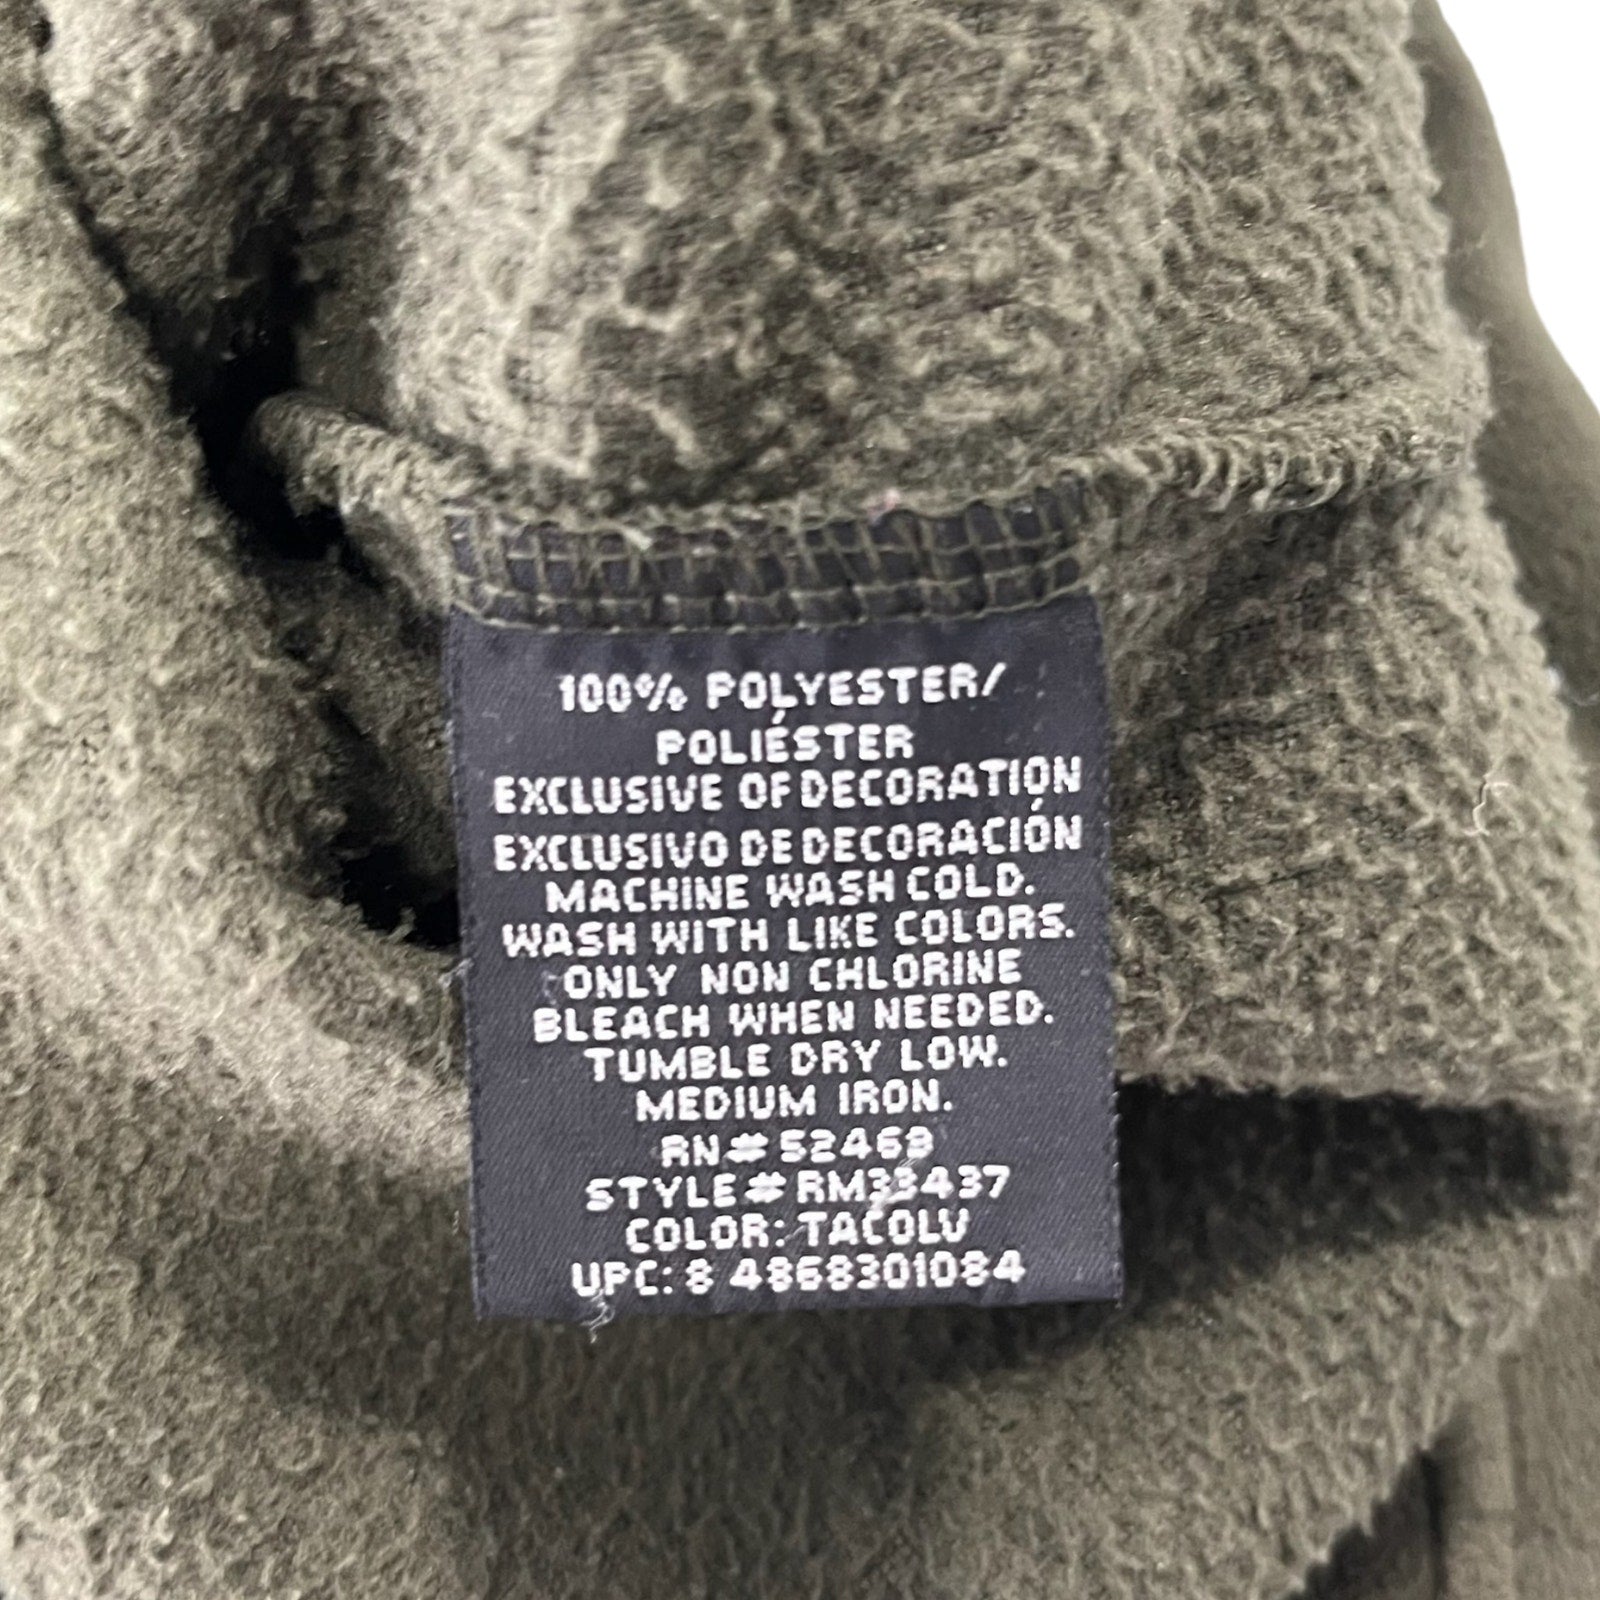 100% POLYESTER/
POLIÉSTER
EXCLUSIVE OF DECORATION
EXCLUSIVO DE DECORACIÓN
MACHINE WASH COLD.
WASH WITH LIKE COLORS.
ONLY NON CHLORINE
BLEACH WHEN NEEDED.
TUMBLE DRY LOW.
MEDIUM IRON.
RN# 52469
STYLE# RM33437
COLOR: TACOLV
UPC: 8 4868301084